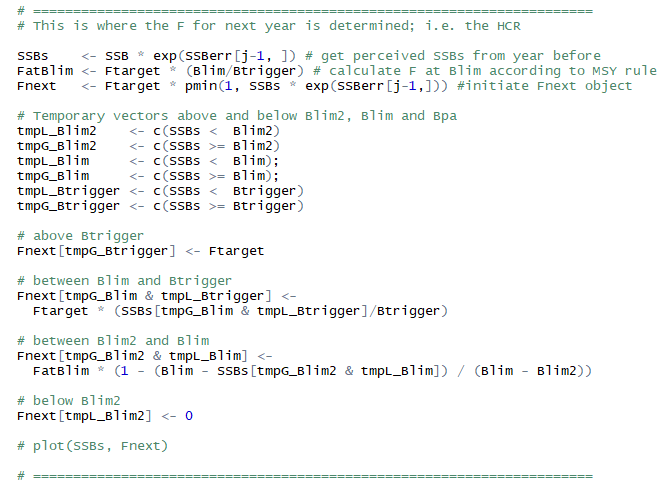 # ======================================================================
# This is where the F for next year is determined; i.e. the HCR
SSBs    <- SSB * exp(SSBerr[j-1, ]) # get perceived SSBs from year before
FatBlim <- Ftarget * (Blim/Btrigger) # calculate F at Blim according to MSY rule
Fnext   <- Ftarget * pmin(1, SSBs * exp(SSBerr[j-1,])) #initiate Fnext object
# Temporary vectors above and below Blim2, Blim and Bpa
tmpL_Blim2    <- c(SSBs <  Blim2)
tmpG_Blim2    <- c(SSBs >= Blim2)
tmpL_Blim     <- c(SSBs <  Blim);
tmpG_Blim     <- c(SSBs >= Blim);
tmpL_Btrigger <- c(SSBs <  Btrigger)
tmpG_Btrigger <- c(SSBs >= Btrigger)
# above Btrigger
Fnext[tmpG_Btrigger] <- Ftarget
# between Blim and Btrigger
Fnext[tmpG_Blim & tmpL_Btrigger] <-
  Ftarget * (SSBs[tmpG_Blim & tmpL_Btrigger]/Btrigger)
# between Blim2 and Blim
Fnext[tmpG_Blim2 & tmpL_Blim] <-
  FatBlim * (1 - (Blim - SSBs[tmpG_Blim2 & tmpL_Blim]) / (Blim - Blim2))
# below Blim2
Fnext[tmpL_Blim2] <- 0
# plot(SSBs, Fnext)
# ======================================================================